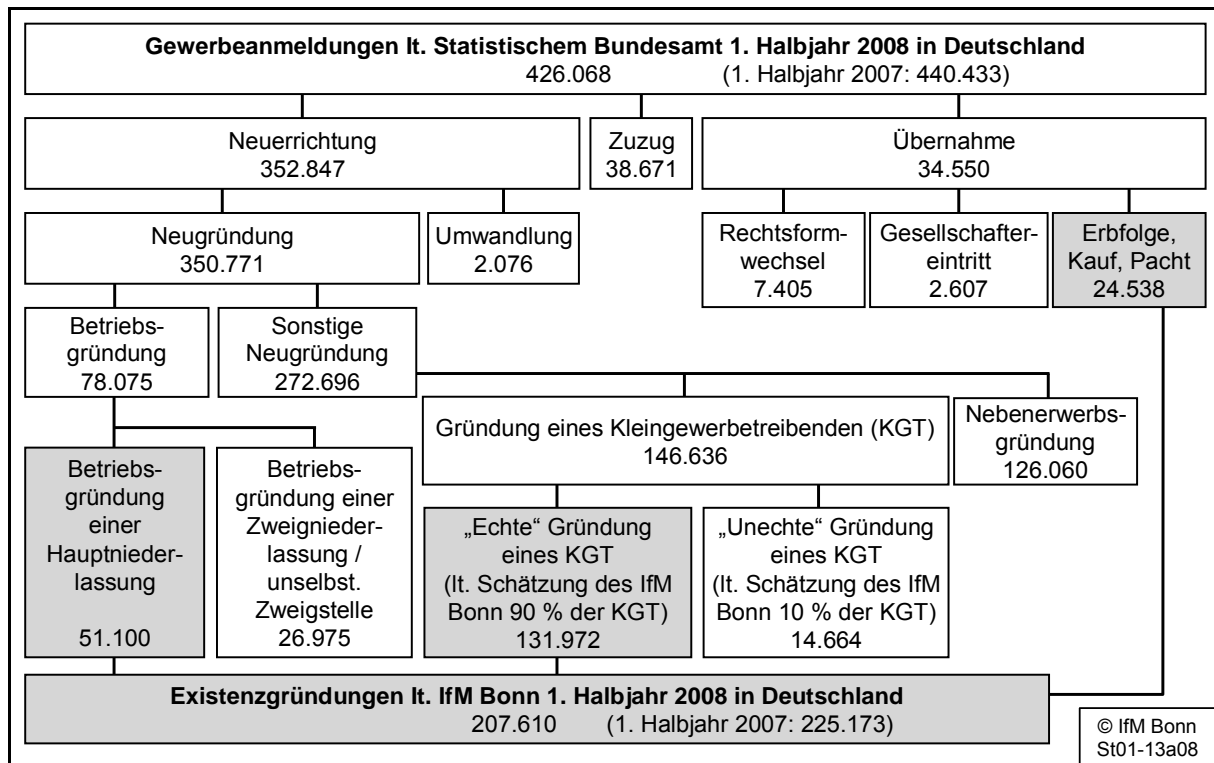 Gewerbeanmeldungen lt. Statistischem Bundesamt 1. Halbjahr 2008 in Deutschland
426.068 (1. Halbjahr 2007: 440.433)
Neuerrichtung
352.847
Zuzug
38.671
Übernahme
34.550
Neugründung
350.771
Umwandlung
2.076
Rechtsform-
wechsel
7.405
Gesellschafter-
eintritt
2.607
Erbfolge,
Kauf, Pacht
24.538
Betriebs-
gründung
78.075
Sonstige
Neugründung
272.696
Gründung eines Kleingewerbetreibenden (KGT)
146.636
Nebenerwerbs-
gründung
126.060
Betriebs-
gründung
einer
Hauptnieder-
lassung
51.100
Betriebs-
gründung einer
Zweignieder-
lassung /
unselbst.
Zweigstelle
26.975
„Echte“ Gründung
eines KGT
(lt. Schätzung des IfM
Bonn 90 % der KGT)
131.972
„Unechte“ Gründung
eines KGT
(lt. Schätzung des IfM
Bonn 10 % der KGT)
14.664
Existenzgründungen lt. IfM Bonn 1. Halbjahr 2008 in Deutschland
207.610 (1. Halbjahr 2007: 225.173)
© IfM Bonn
St01-13a08